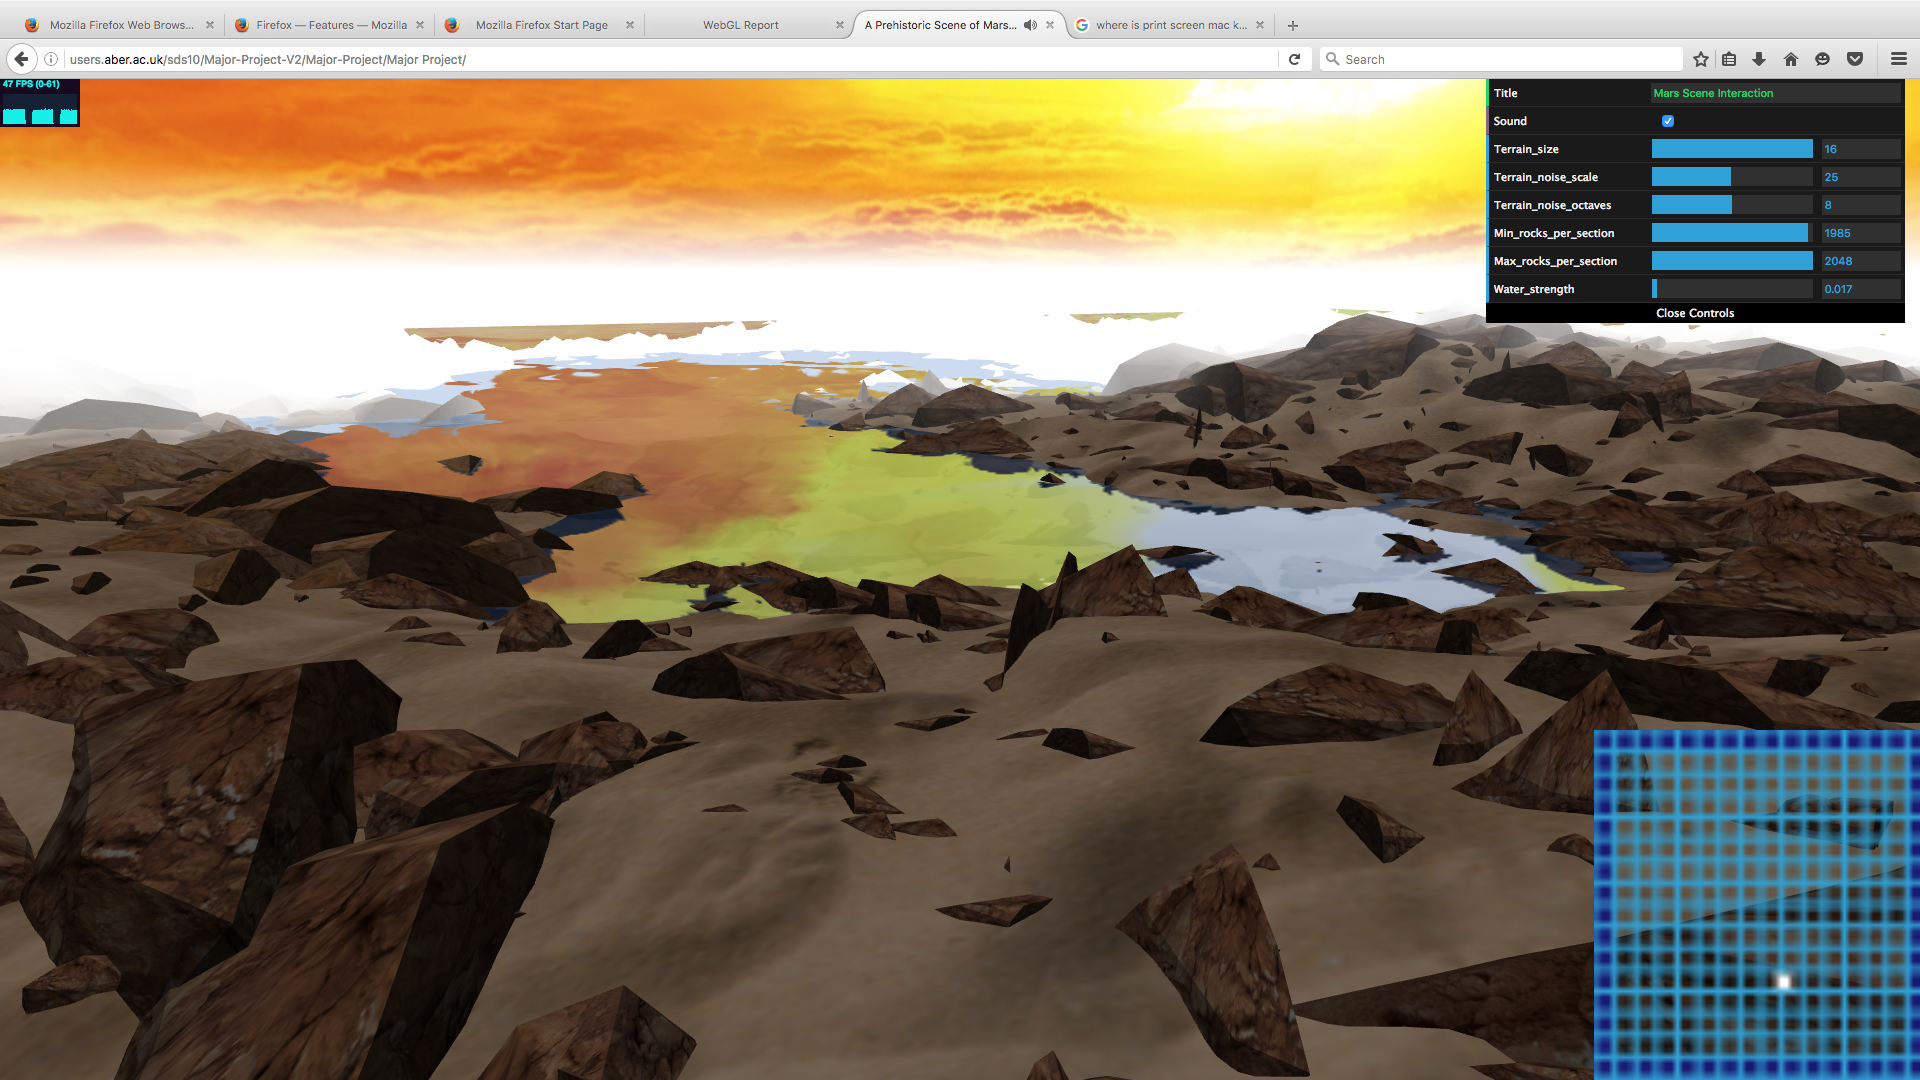 Mozilla Firefox Web Brows...
Firefox — Features — Mozilla
Mozilla Firefox Start Page
WebGL Report
A Prehistoric Scene of Mars...
where is print screen mac k...
users.aber.ac.uk/sds10/Major-Project-V2/Major-Project/Major Project/
Search
47 FPS (0-61)
Title Mars Scene Interaction
Sound
Terrain_size 16
Terrain_noise_scale 25
Terrain_noise_octaves 8
Min_rocks_per_section 1985
Max_rocks_per_section 2048
Water_strength 0.017
Close Controls